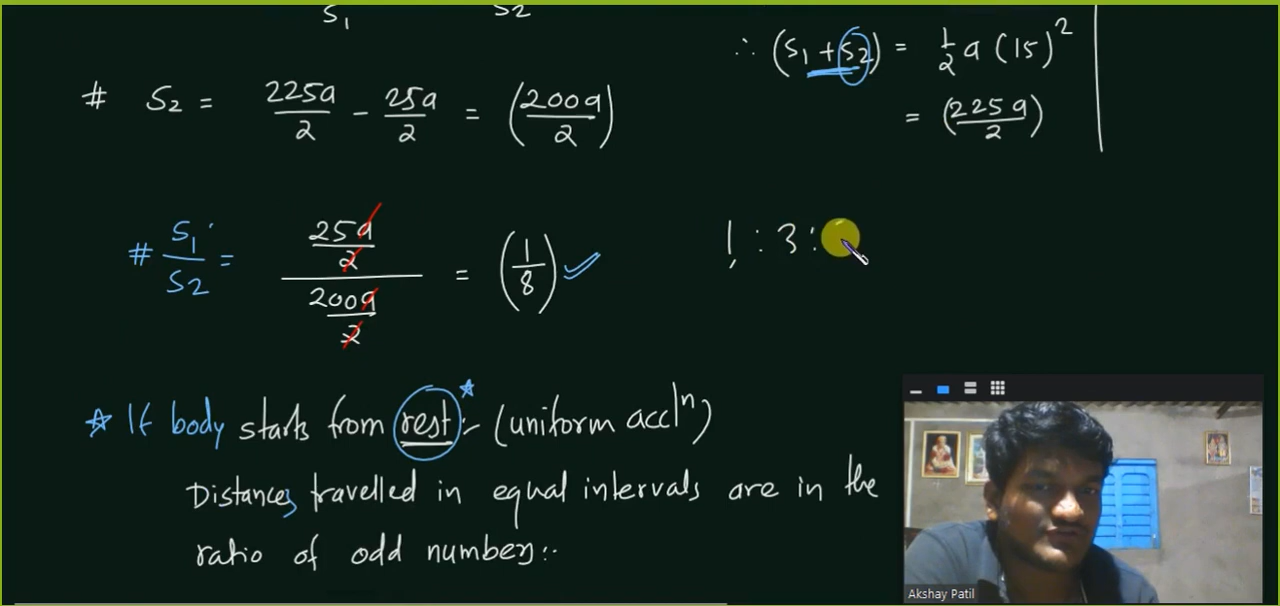 S1 S2
∴ (S1 + S2) = 1/2 a (15)^2
# S2 = 225a/2 - 25a/2 = (200a/2)
= (225a/2)
# S1/S2 = (25a/2)/(200a/2) = (1/8) ✓
1 : 3 :
☆ If body starts from rest☆ :- (uniform acclⁿ)
Distances travelled in equal intervals are in the
ratio of odd numbers:-
Akshay Patil